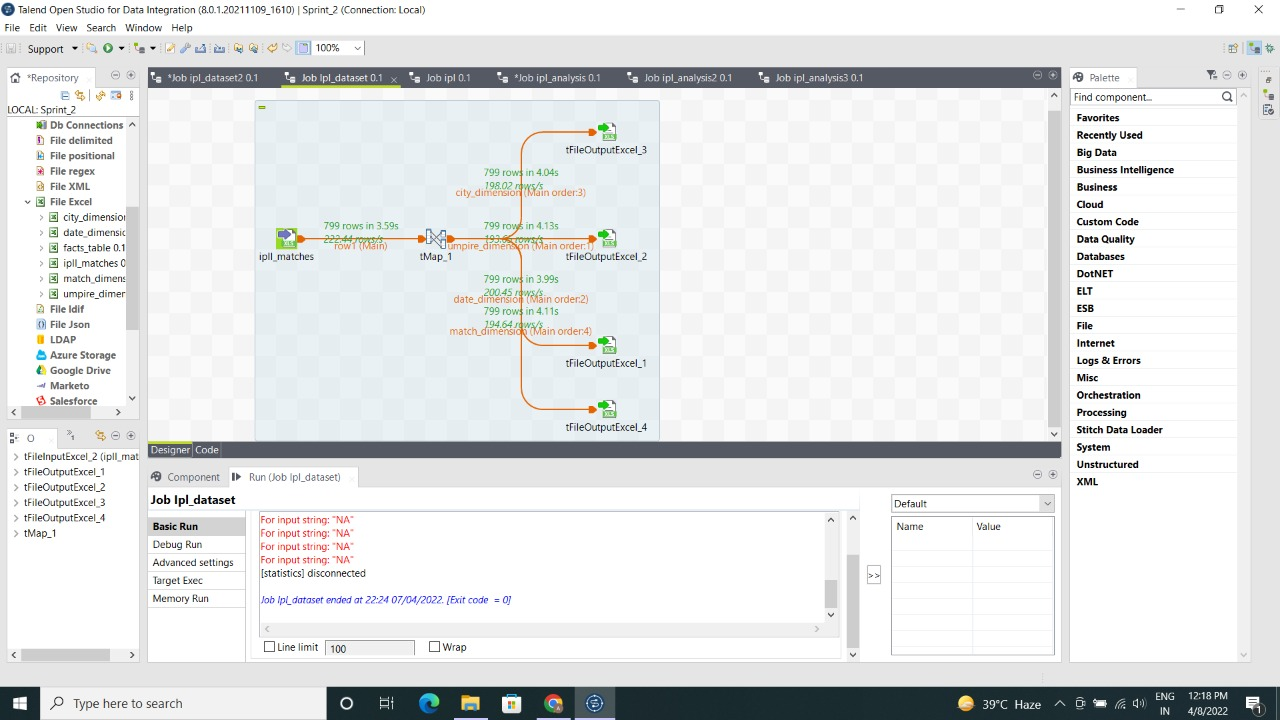 Talend Open Studio for Data Integration (8.0.1.20211109_1610) | Sprint_2 (Connection: Local)
File Edit View Search Window Help
Support 100%
*Repository
LOCAL: Sprint_2
Db Connections
File delimited
File positional
File regex
File XML
File Excel
city_dimensio
date_dimensio
facts_table 0.1
ipll_matches 0
match_dimens
umpire_dimer
File ldif
File Json
LDAP
Azure Storage
Google Drive
Marketo
Salesforce
O
tFileInputExcel_2 (ipll_mat
tFileOutputExcel_1
tFileOutputExcel_2
tFileOutputExcel_3
tFileOutputExcel_4
tMap_1
*Job ipl_dataset2 0.1
Job Ipl_dataset 0.1
Job ipl 0.1
*Job ipl_analysis 0.1
Job ipl_analysis2 0.1
Job ipl_analysis3 0.1
tFileOutputExcel_3
799 rows in 4.04s
198.02 rows/s
city_dimension (Main order:3)
799 rows in 3.59s
222.44 rows/s
row1 (Main)
ipll_matches
tMap_1
799 rows in 4.13s
umpire_dimension (Main order:1)
tFileOutputExcel_2
799 rows in 3.99s
200.45 rows/s
date_dimension (Main order:2)
799 rows in 4.11s
194.64 rows/s
match_dimension (Main order:4)
tFileOutputExcel_1
tFileOutputExcel_4
Designer Code
Component
Run (Job Ipl_dataset)
Job Ipl_dataset
Basic Run
Debug Run
Advanced settings
Target Exec
Memory Run
For input string: "NA"
For input string: "NA"
For input string: "NA"
For input string: "NA"
[statistics] disconnected
Job Ipl_dataset ended at 22:24 07/04/2022. [Exit code = 0]
Line limit 100 Wrap
>>
Default
Name Value
Palette
Find component...
Favorites
Recently Used
Big Data
Business Intelligence
Business
Cloud
Custom Code
Data Quality
Databases
DotNET
ELT
ESB
File
Internet
Logs & Errors
Misc
Orchestration
Processing
Stitch Data Loader
System
Unstructured
XML
Type here to search
39°C Haze
ENG
IN
12:18 PM
4/8/2022
1